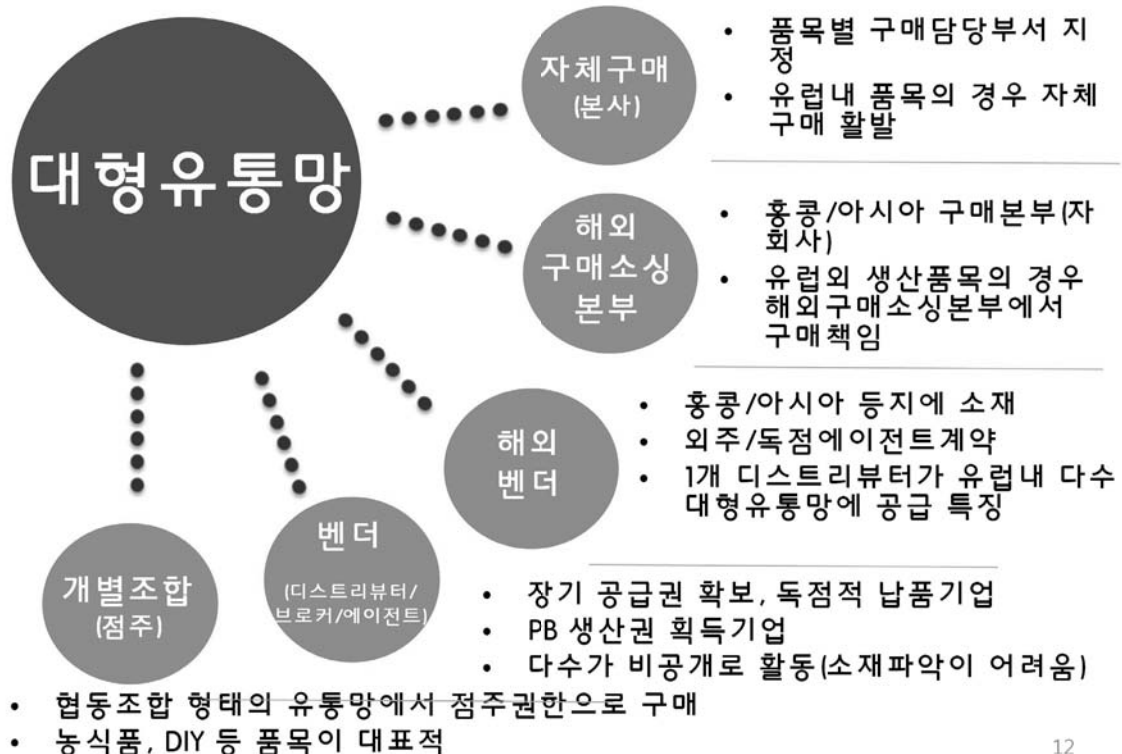 대형유통망
자체구매
(본사)
• 품목별 구매담당부서 지
정
• 유럽내 품목의 경우 자체
구매 활발
해외
구매소싱
본부
• 홍콩/아시아 구매본부(자
회사)
• 유럽외 생산품목의 경우
해외구매소싱본부에서
구매책임
해외
벤더
• 홍콩/아시아 등지에 소재
• 외주/독점에이전트계약
• 1개 디스트리뷰터가 유럽내 다수
대형유통망에 공급 특징
벤더
(디스트리뷰터/
브로커/에이전트)
• 장기 공급권 확보, 독점적 납품기업
• PB 생산권 획득기업
• 다수가 비공개로 활동(소재파악이 어려움)
개별조합
(점주)
• 협동조합 형태의 유통망에서 점주권한으로 구매
• 농식품, DIY 등 품목이 대표적
12